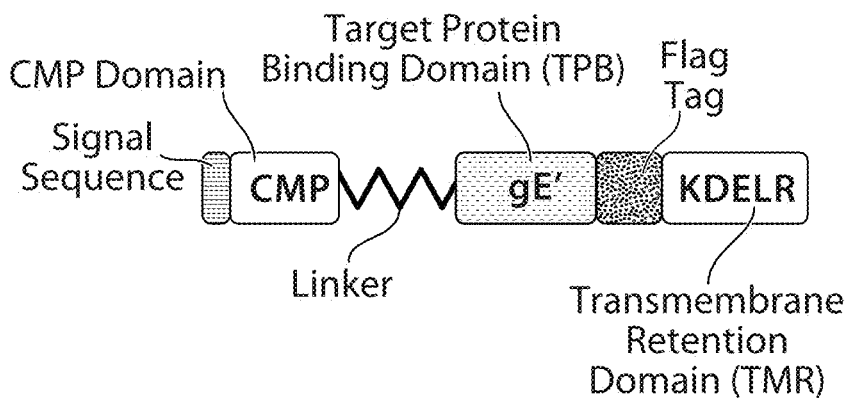 Target Protein
Binding Domain (TPB)
Flag
Tag
CMP Domain
Signal
Sequence
CMP
gE′
KDELR
Linker
Transmembrane
Retention
Domain (TMR)